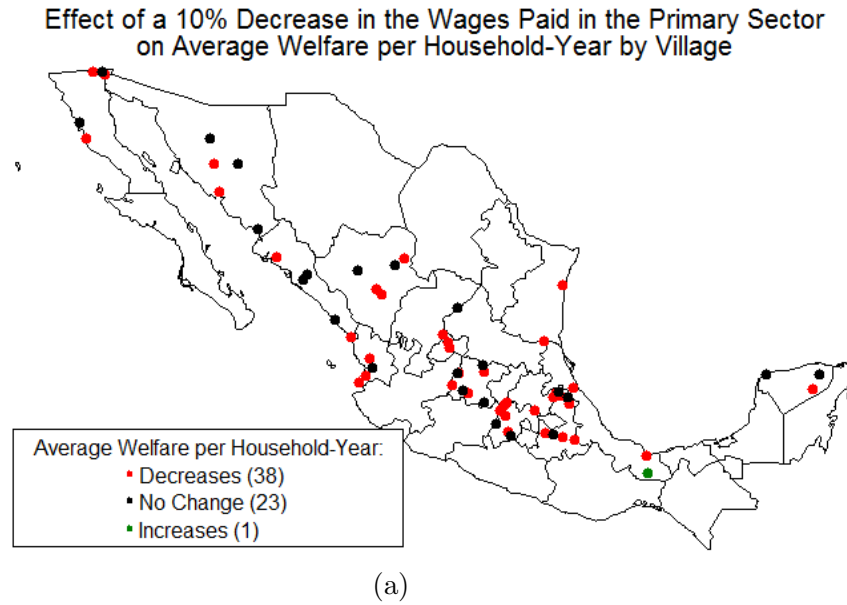 Effect of a 10% Decrease in the Wages Paid in the Primary Sector
on Average Welfare per Household-Year by Village
Average Welfare per Household-Year:
Decreases (38)
No Change (23)
Increases (1)
(a)